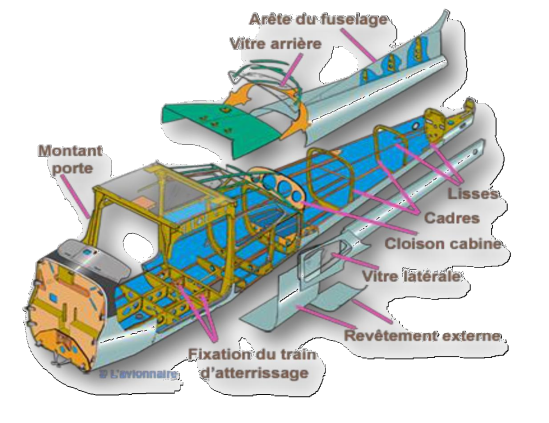 Arête du fuselage
Vitre arrière
Montant
porte
Lisses
Cadres
Cloison cabine
Vitre latérale
Revêtement externe
Fixation du train
d'atterrissage
© L'avionnaire